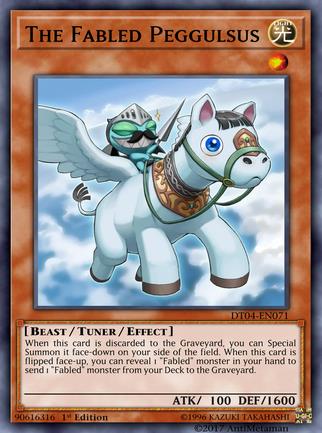 The Fabled Peggulsus
LIGHT
光
DT04-EN071
[Beast / Tuner / Effect]
When this card is discarded to the Graveyard, you can Special
Summon it face-down on your side of the field. When this card is
flipped face-up, you can reveal 1 "Fabled" monster in your hand to
send 1 "Fabled" monster from your Deck to the Graveyard.
ATK/ 100 DEF/1600
90616316 1st Edition ©1996 KAZUKI TAKAHASHI
©2017 AntiMetaman